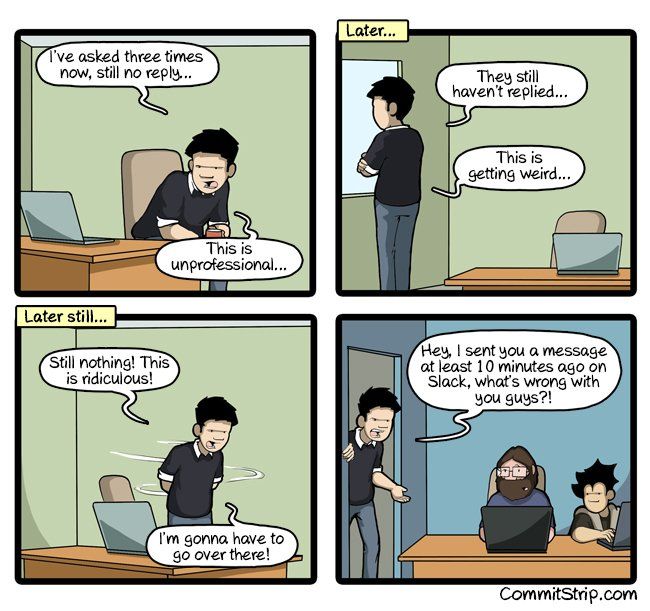 I've asked three times
now, still no reply...
This is
unprofessional...
Later...
They still
haven't replied...
This is
getting weird...
Later still...
Still nothing! This
is ridiculous!
I'm gonna have to
go over there!
Hey, I sent you a message
at least 10 minutes ago on
Slack, what's wrong with
you guys?!
CommitStrip.com